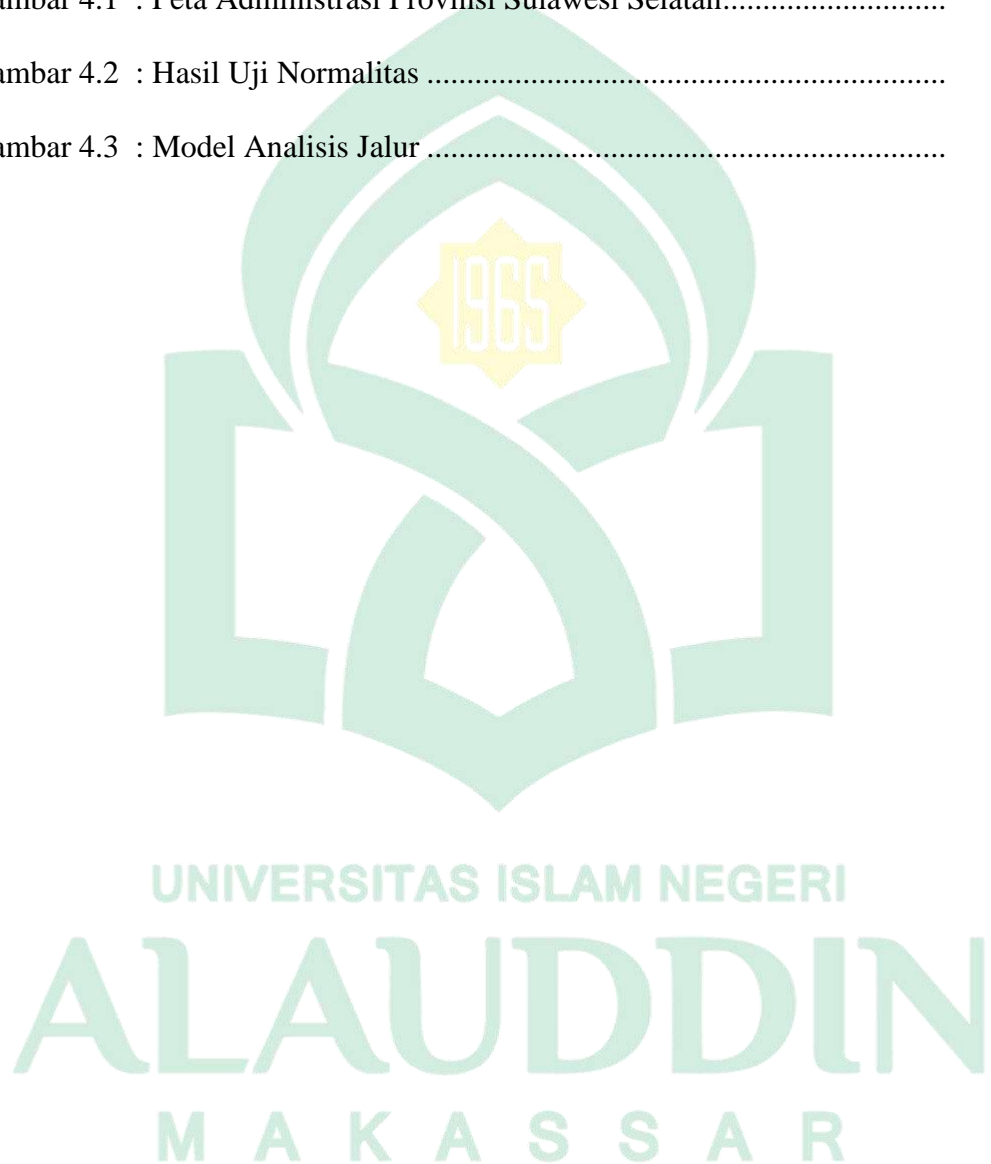 ambar 4.1 : Peta Administrasi Provinsi Sulawesi Selatan............................
ambar 4.2 : Hasil Uji Normalitas .................................................................
ambar 4.3 : Model Analisis Jalur .................................................................
1965
UNIVERSITAS ISLAM NEGERI
ALAUDDIN
M A K A S S A R